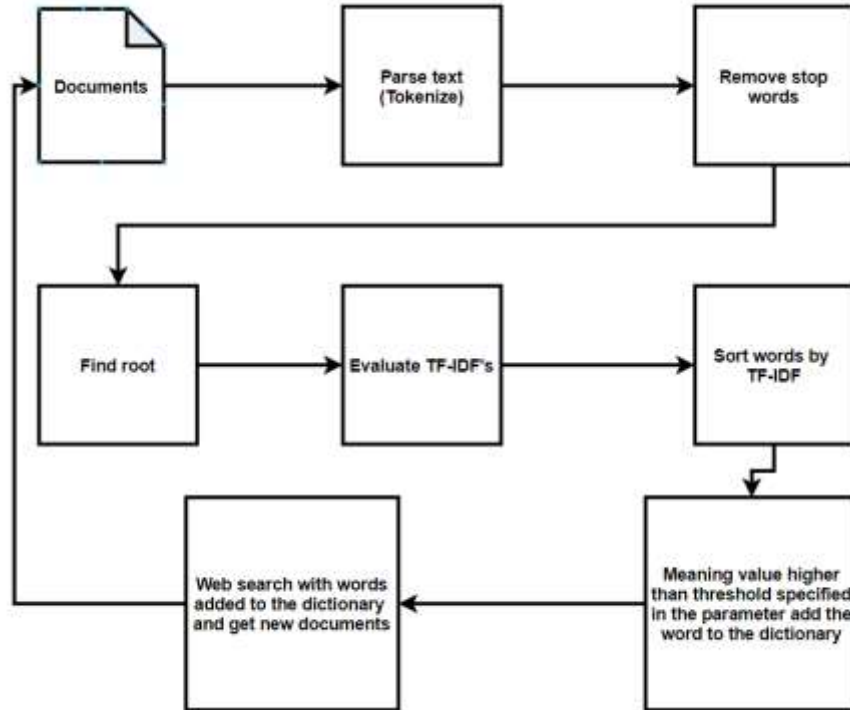 Documents
Parse text
(Tokenize)
Remove stop
words
Find root
Evaluate TF-IDF's
Sort words by
TF-IDF
Web search with words
added to the dictionary
and get new documents
Meaning value higher
than threshold specified
in the parameter add the
word to the dictionary